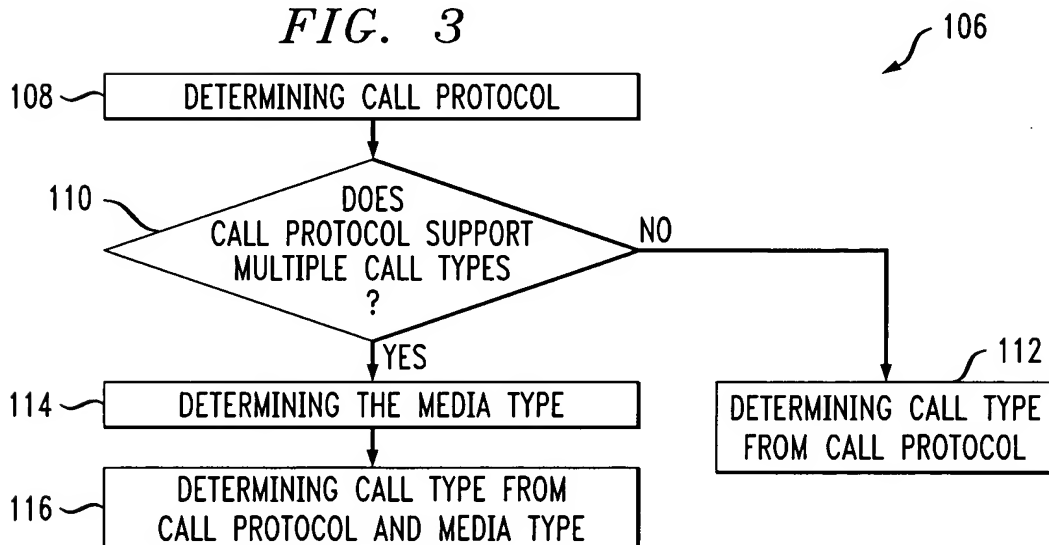 FIG. 3
106
108
DETERMINING CALL PROTOCOL
110
DOES
CALL PROTOCOL SUPPORT
MULTIPLE CALL TYPES
?
NO
YES
112
114
DETERMINING THE MEDIA TYPE
DETERMINING CALL TYPE
FROM CALL PROTOCOL
116
DETERMINING CALL TYPE FROM
CALL PROTOCOL AND MEDIA TYPE